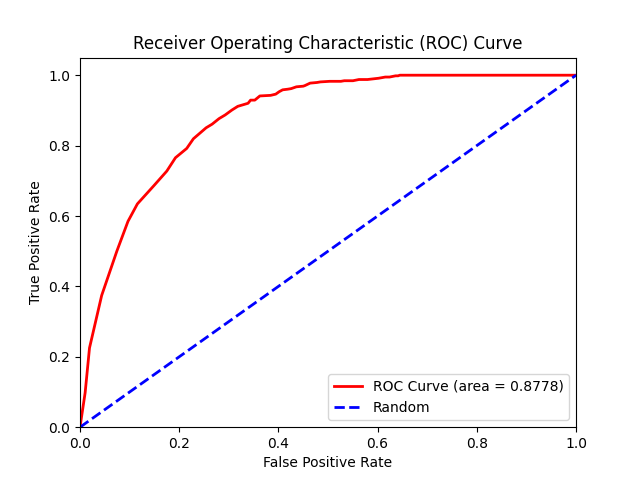 Receiver Operating Characteristic (ROC) Curve
True Positive Rate
1.0
0.8
0.6
0.4
0.2
0.0
0.0 0.2 0.4 0.6 0.8 1.0
False Positive Rate
ROC Curve (area = 0.8778)
Random